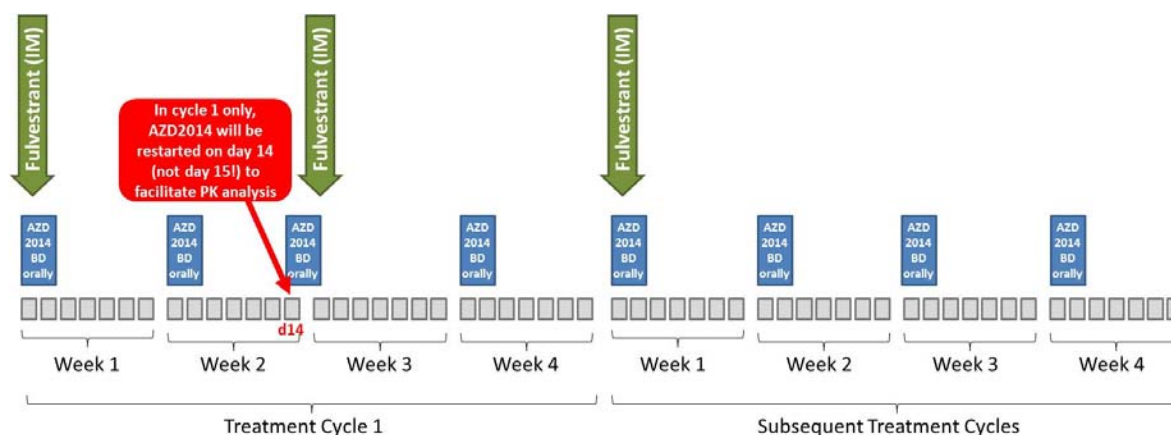 Fulvestrant (IM)
Fulvestrant (IM)
Fulvestrant (IM)
In cycle 1 only,
AZD2014 will be
restarted on day 14
(not day 15!) to
facilitate PK analysis
AZD
2014
BD
orally
AZD
2014
BD
orally
AZD
2014
BD
orally
AZD
2014
BD
orally
AZD
2014
BD
orally
AZD
2014
BD
orally
AZD
2014
BD
orally
AZD
2014
BD
orally
d14
Week 1
Week 2
Week 3
Week 4
Week 1
Week 2
Week 3
Week 4
Treatment Cycle 1
Subsequent Treatment Cycles